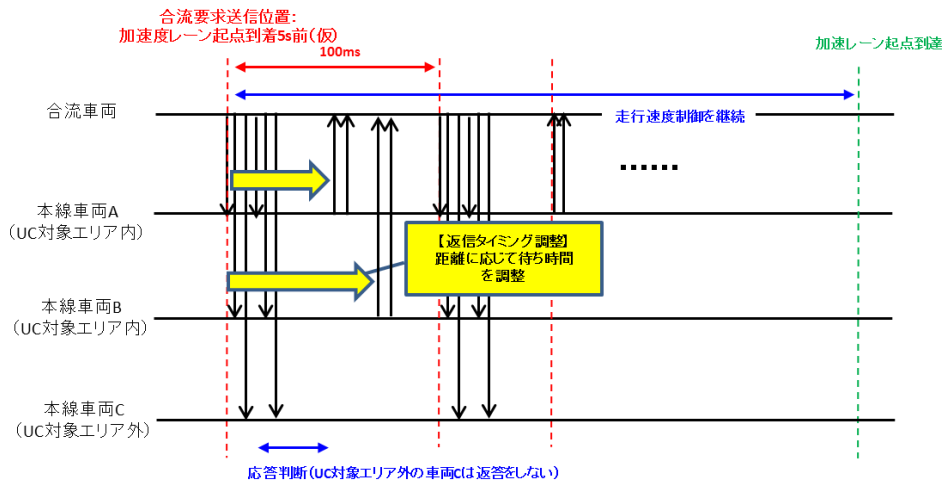 合流要求送信位置:
加速度レーン起点到着5s前(仮)
100ms
加速レーン起点到達
合流車両
走行速度制御を継続
……
本線車両A
(UC対象エリア内)
【返信タイミング調整】
距離に応じて待ち時間
を調整
本線車両B
(UC対象エリア内)
本線車両C
(UC対象エリア外)
応答判断(UC対象エリア外の車両Cは返答をしない)